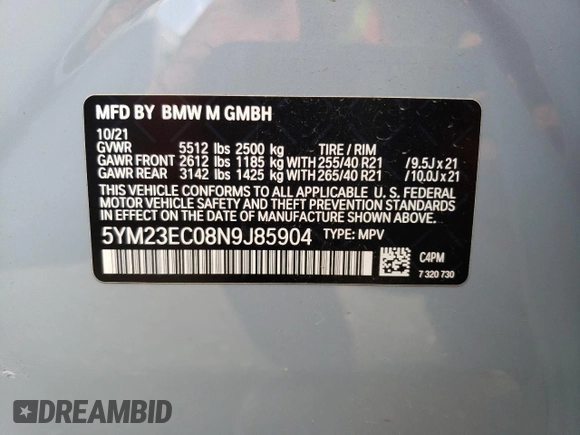 MFD BY BMW M GMBH
10/21
GVWR 5512 lbs 2500 kg TIRE / RIM
GAWR FRONT 2612 lbs 1185 kg WITH 255/40 R21 /9.5J x 21
GAWR REAR 3142 lbs 1425 kg WITH 265/40 R21 /10.0J x 21
THIS VEHICLE CONFORMS TO ALL APPLICABLE U. S. FEDERAL
MOTOR VEHICLE SAFETY AND THEFT PREVENTION STANDARDS
IN EFFECT ON THE DATE OF MANUFACTURE SHOWN ABOVE.
5YM23EC08N9J85904 TYPE: MPV
C4PM
7 320 730
DREAMBID